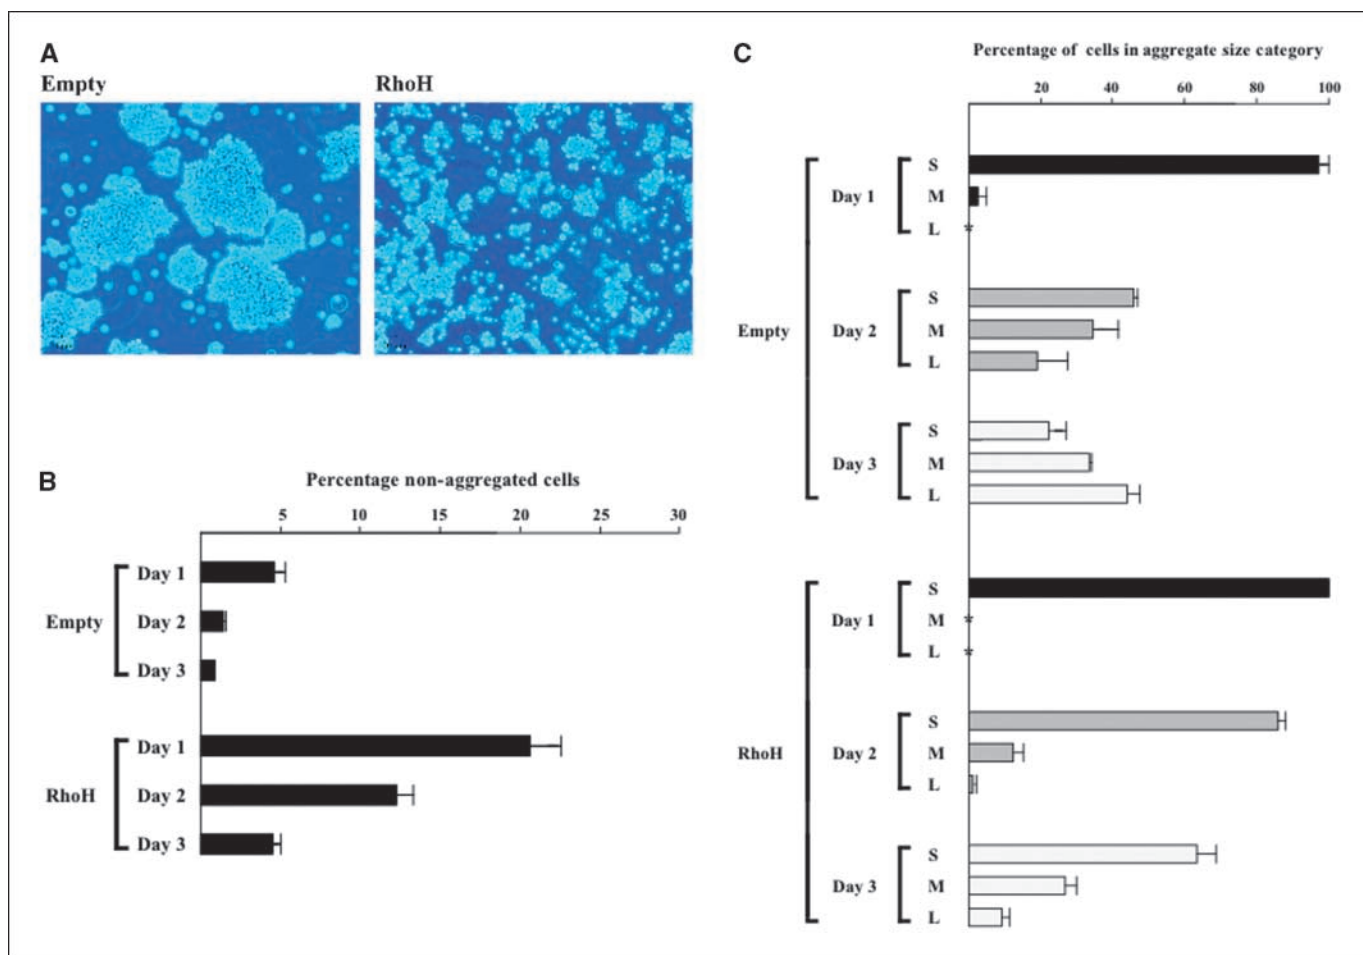 A
Empty
RhoH
B
Percentage non-aggregated cells
5 10 15 20 25 30
Empty
Day 1
Day 2
Day 3
RhoH
Day 1
Day 2
Day 3
C
Percentage of cells in aggregate size category
20 40 60 80 100
Empty
Day 1
S
M
L *
Day 2
S
M
L
Day 3
S
M
L
RhoH
Day 1
S
M *
L *
Day 2
S
M
L
Day 3
S
M
L